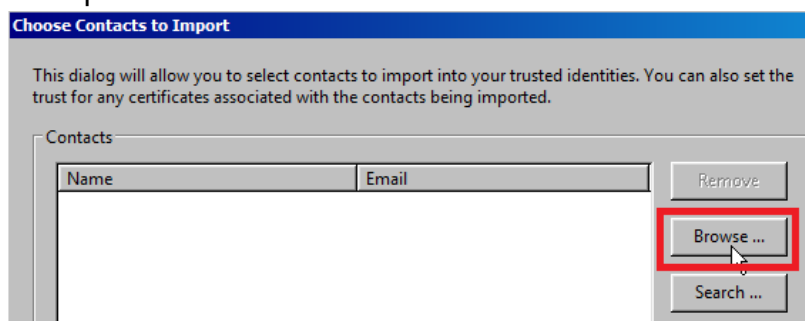 Choose Contacts to Import
This dialog will allow you to select contacts to import into your trusted identities. You can also set the
trust for any certificates associated with the contacts being imported.
Contacts
Name Email
Remove
Browse ...
Search ...